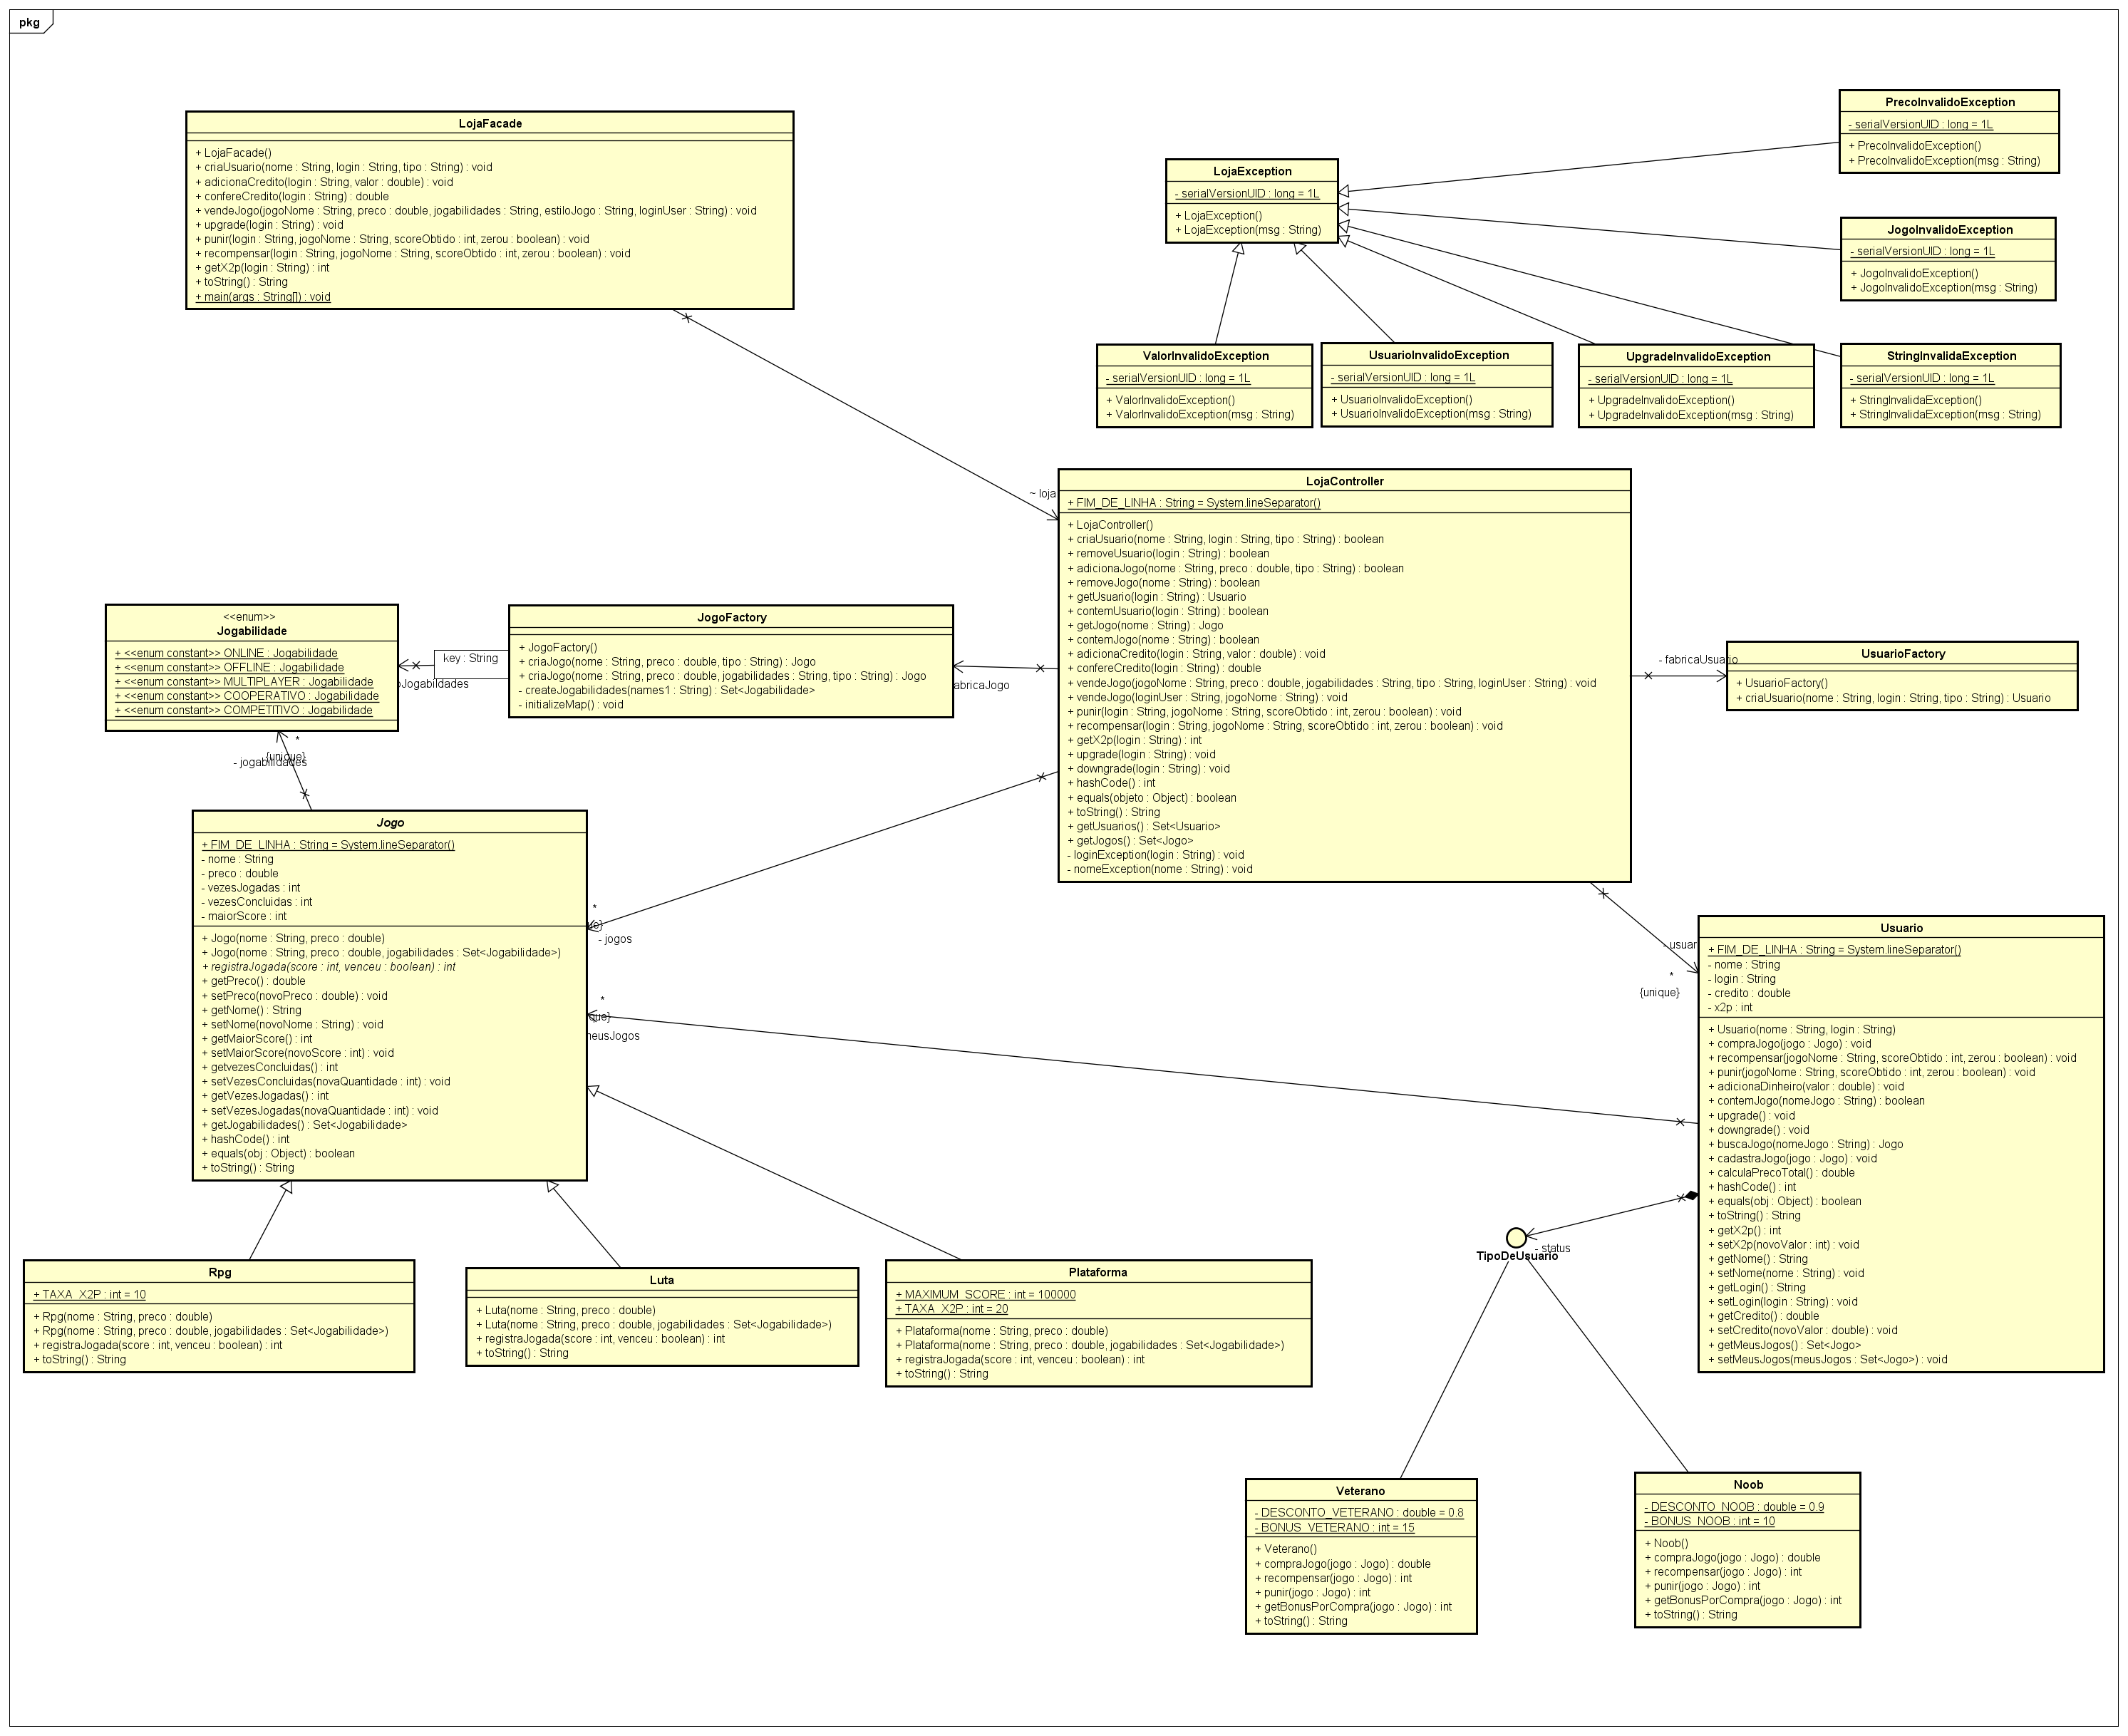 pkg
LojaFacade
+ LojaFacade()
+ criaUsuario(nome : String, login : String, tipo : String) : void
+ adicionaCredito(login : String, valor : double) : void
+ confereCredito(login : String) : double
+ vendeJogo(jogoNome : String, preco : double, jogabilidades : String, estiloJogo : String, loginUser : String) : void
+ upgrade(login : String) : void
+ punir(login : String, jogoNome : String, scoreObtido : int, zerou : boolean) : void
+ recompensar(login : String, jogoNome : String, scoreObtido : int, zerou : boolean) : void
+ getX2p(login : String) : int
+ toString() : String
+ main(args : String[]) : void
LojaException
- serialVersionUID : long = 1L
+ LojaException()
+ LojaException(msg : String)
PrecoInvalidoException
- serialVersionUID : long = 1L
+ PrecoInvalidoException()
+ PrecoInvalidoException(msg : String)
JogoInvalidoException
- serialVersionUID : long = 1L
+ JogoInvalidoException()
+ JogoInvalidoException(msg : String)
ValorInvalidoException
- serialVersionUID : long = 1L
+ ValorInvalidoException()
+ ValorInvalidoException(msg : String)
UsuarioInvalidoException
- serialVersionUID : long = 1L
+ UsuarioInvalidoException()
+ UsuarioInvalidoException(msg : String)
UpgradeInvalidoException
- serialVersionUID : long = 1L
+ UpgradeInvalidoException()
+ UpgradeInvalidoException(msg : String)
StringInvalidaException
- serialVersionUID : long = 1L
+ StringInvalidaException()
+ StringInvalidaException(msg : String)
~ loja
LojaController
+ FIM_DE_LINHA : String = System.lineSeparator()
+ LojaController()
+ criaUsuario(nome : String, login : String, tipo : String) : boolean
+ removeUsuario(login : String) : boolean
+ adicionaJogo(nome : String, preco : double, tipo : String) : boolean
+ removeJogo(nome : String) : boolean
+ getUsuario(login : String) : Usuario
+ contemUsuario(login : String) : boolean
+ getJogo(nome : String) : Jogo
+ contemJogo(nome : String) : boolean
+ adicionaCredito(login : String, valor : double) : void
+ confereCredito(login : String) : double
+ vendeJogo(jogoNome : String, preco : double, jogabilidades : String, tipo : String, loginUser : String) : void
+ vendeJogo(loginUser : String, jogoNome : String) : void
+ punir(login : String, jogoNome : String, scoreObtido : int, zerou : boolean) : void
+ recompensar(login : String, jogoNome : String, scoreObtido : int, zerou : boolean) : void
+ getX2p(login : String) : int
+ upgrade(login : String) : void
+ downgrade(login : String) : void
+ hashCode() : int
+ equals(objeto : Object) : boolean
+ toString() : String
+ getUsuarios() : Set<Usuario>
+ getJogos() : Set<Jogo>
- loginException(login : String) : void
- nomeException(nome : String) : void
<<enum>>
Jogabilidade
+ <<enum constant>> ONLINE : Jogabilidade
+ <<enum constant>> OFFLINE : Jogabilidade
+ <<enum constant>> MULTIPLAYER : Jogabilidade
+ <<enum constant>> COOPERATIVO : Jogabilidade
+ <<enum constant>> COMPETITIVO : Jogabilidade
key : String
oJogabilidades
JogoFactory
+ JogoFactory()
+ criaJogo(nome : String, preco : double, tipo : String) : Jogo
+ criaJogo(nome : String, preco : double, jogabilidades : String, tipo : String) : Jogo
- createJogabilidades(names1 : String) : Set<Jogabilidade>
- initializeMap() : void
abricaJogo
- fabricaUsuario
UsuarioFactory
+ UsuarioFactory()
+ criaUsuario(nome : String, login : String, tipo : String) : Usuario
*
{unique}
- jogabilidades
Jogo
+ FIM_DE_LINHA : String = System.lineSeparator()
- nome : String
- preco : double
- vezesJogadas : int
- vezesConcluidas : int
- maiorScore : int
+ Jogo(nome : String, preco : double)
+ Jogo(nome : String, preco : double, jogabilidades : Set<Jogabilidade>)
+ registraJogada(score : int, venceu : boolean) : int
+ getPreco() : double
+ setPreco(novoPreco : double) : void
+ getNome() : String
+ setNome(novoNome : String) : void
+ getMaiorScore() : int
+ setMaiorScore(novoScore : int) : void
+ getvezesConcluidas() : int
+ setVezesConcluidas(novaQuantidade : int) : void
+ getVezesJogadas() : int
+ setVezesJogadas(novaQuantidade : int) : void
+ getJogabilidades() : Set<Jogabilidade>
+ hashCode() : int
+ equals(obj : Object) : boolean
+ toString() : String
*
ue}
- jogos
*
que}
neusJogos
- usuar
*
{unique}
Usuario
+ FIM_DE_LINHA : String = System.lineSeparator()
- nome : String
- login : String
- credito : double
- x2p : int
+ Usuario(nome : String, login : String)
+ compraJogo(jogo : Jogo) : void
+ recompensar(jogoNome : String, scoreObtido : int, zerou : boolean) : void
+ punir(jogoNome : String, scoreObtido : int, zerou : boolean) : void
+ adicionaDinheiro(valor : double) : void
+ contemJogo(nomeJogo : String) : boolean
+ upgrade() : void
+ downgrade() : void
+ buscaJogo(nomeJogo : String) : Jogo
+ cadastraJogo(jogo : Jogo) : void
+ calculaPrecoTotal() : double
+ hashCode() : int
+ equals(obj : Object) : boolean
+ toString() : String
+ getX2p() : int
+ setX2p(novoValor : int) : void
+ getNome() : String
+ setNome(nome : String) : void
+ getLogin() : String
+ setLogin(login : String) : void
+ getCredito() : double
+ setCredito(novoValor : double) : void
+ getMeusJogos() : Set<Jogo>
+ setMeusJogos(meusJogos : Set<Jogo>) : void
- status
TipoDeUsuario
Rpg
+ TAXA_X2P : int = 10
+ Rpg(nome : String, preco : double)
+ Rpg(nome : String, preco : double, jogabilidades : Set<Jogabilidade>)
+ registraJogada(score : int, venceu : boolean) : int
+ toString() : String
Luta
+ Luta(nome : String, preco : double)
+ Luta(nome : String, preco : double, jogabilidades : Set<Jogabilidade>)
+ registraJogada(score : int, venceu : boolean) : int
+ toString() : String
Plataforma
+ MAXIMUM_SCORE : int = 100000
+ TAXA_X2P : int = 20
+ Plataforma(nome : String, preco : double)
+ Plataforma(nome : String, preco : double, jogabilidades : Set<Jogabilidade>)
+ registraJogada(score : int, venceu : boolean) : int
+ toString() : String
Veterano
- DESCONTO_VETERANO : double = 0.8
- BONUS_VETERANO : int = 15
+ Veterano()
+ compraJogo(jogo : Jogo) : double
+ recompensar(jogo : Jogo) : int
+ punir(jogo : Jogo) : int
+ getBonusPorCompra(jogo : Jogo) : int
+ toString() : String
Noob
- DESCONTO_NOOB : double = 0.9
- BONUS_NOOB : int = 10
+ Noob()
+ compraJogo(jogo : Jogo) : double
+ recompensar(jogo : Jogo) : int
+ punir(jogo : Jogo) : int
+ getBonusPorCompra(jogo : Jogo) : int
+ toString() : String